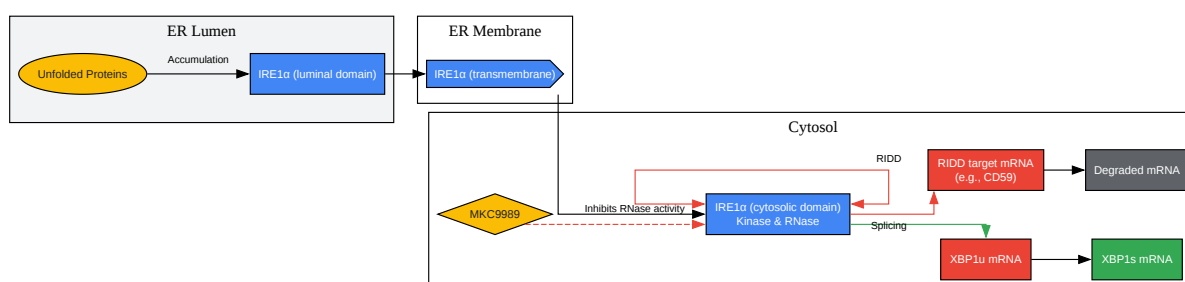 ER Lumen
Unfolded Proteins
Accumulation
IRE1α (luminal domain)
ER Membrane
IRE1α (transmembrane)
Cytosol
MKC9989
Inhibits RNase activity
RIDD
IRE1α (cytosolic domain)
Kinase & RNase
Splicing
RIDD target mRNA
(e.g., CD59)
Degraded mRNA
XBP1u mRNA
XBP1s mRNA